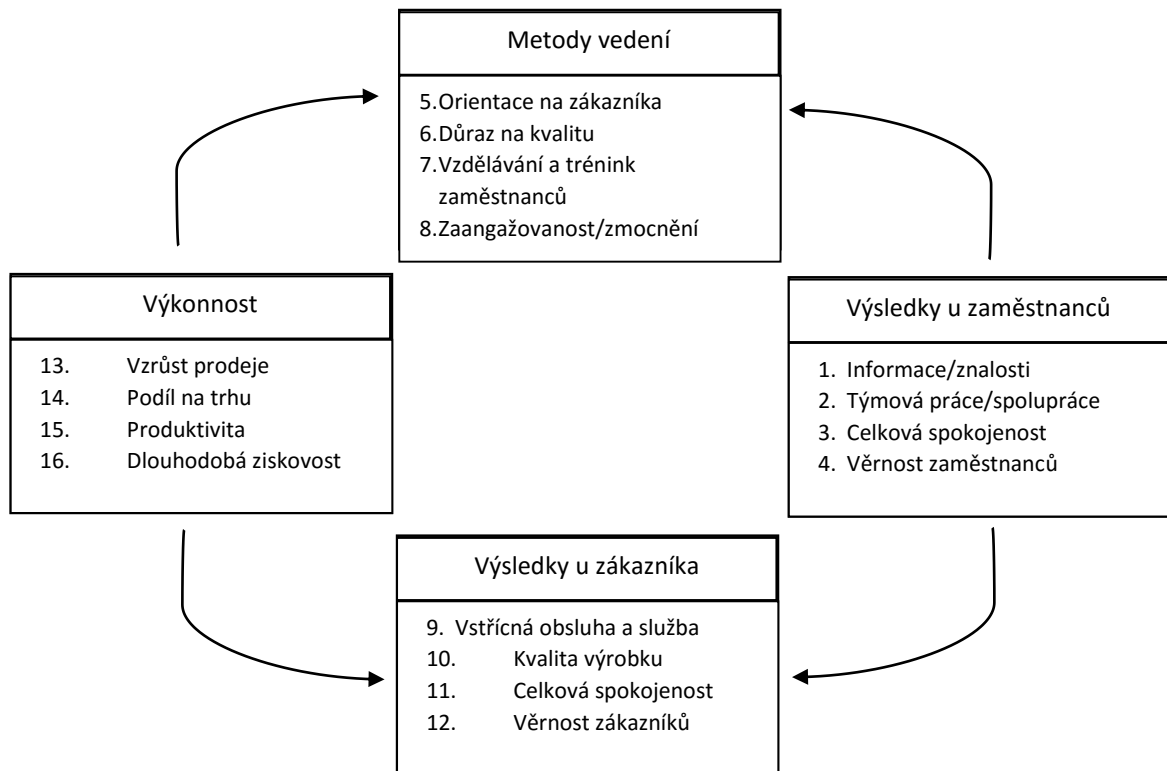 Metody vedení
5.Orientace na zákazníka
6.Důraz na kvalitu
7.Vzdělávání a trénink
zaměstnanců
8.Zaangažovanost/zmocnění
Výkonnost
13. Vzrůst prodeje
14. Podíl na trhu
15. Produktivita
16. Dlouhodobá ziskovost
Výsledky u zaměstnanců
1. Informace/znalosti
2. Týmová práce/spolupráce
3. Celková spokojenost
4. Věrnost zaměstnanců
Výsledky u zákazníka
9. Vstřícná obsluha a služba
10. Kvalita výrobku
11. Celková spokojenost
12. Věrnost zákazníků